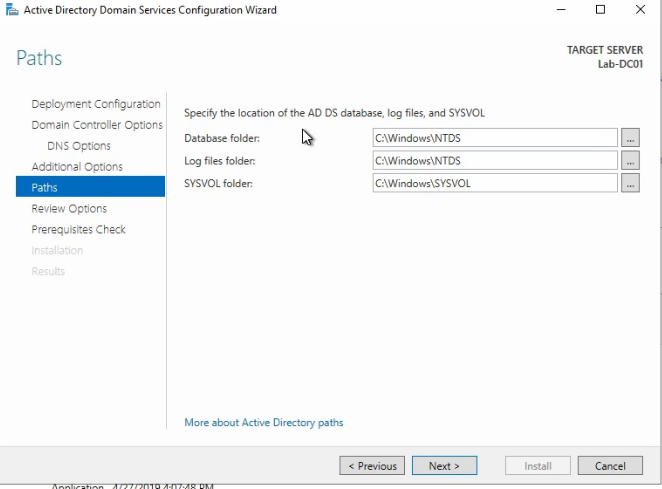 Active Directory Domain Services Configuration Wizard
Paths
TARGET SERVER
Lab-DC01
Deployment Configuration
Domain Controller Options
DNS Options
Additional Options
Paths
Review Options
Prerequisites Check
Installation
Results
Specify the location of the AD DS database, log files, and SYSVOL
Database folder: C:\Windows\NTDS ...
Log files folder: C:\Windows\NTDS ...
SYSVOL folder: C:\Windows\SYSVOL ...
More about Active Directory paths
< Previous Next > Install Cancel
Application 4/27/2019 4:07:48 PM